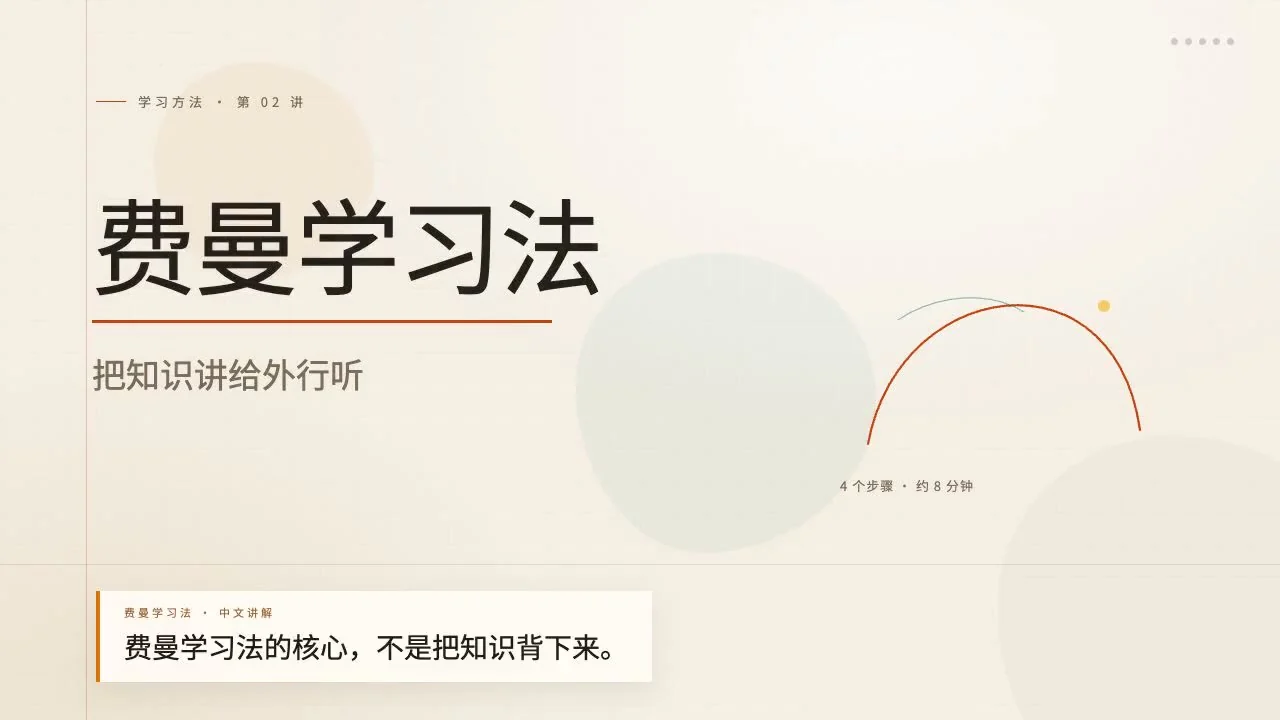 学习方法 · 第 02 讲
费曼学习法
把知识讲给外行听
4 个步骤 · 约 8 分钟
费曼学习法 · 中文讲解
费曼学习法的核心，不是把知识背下来。